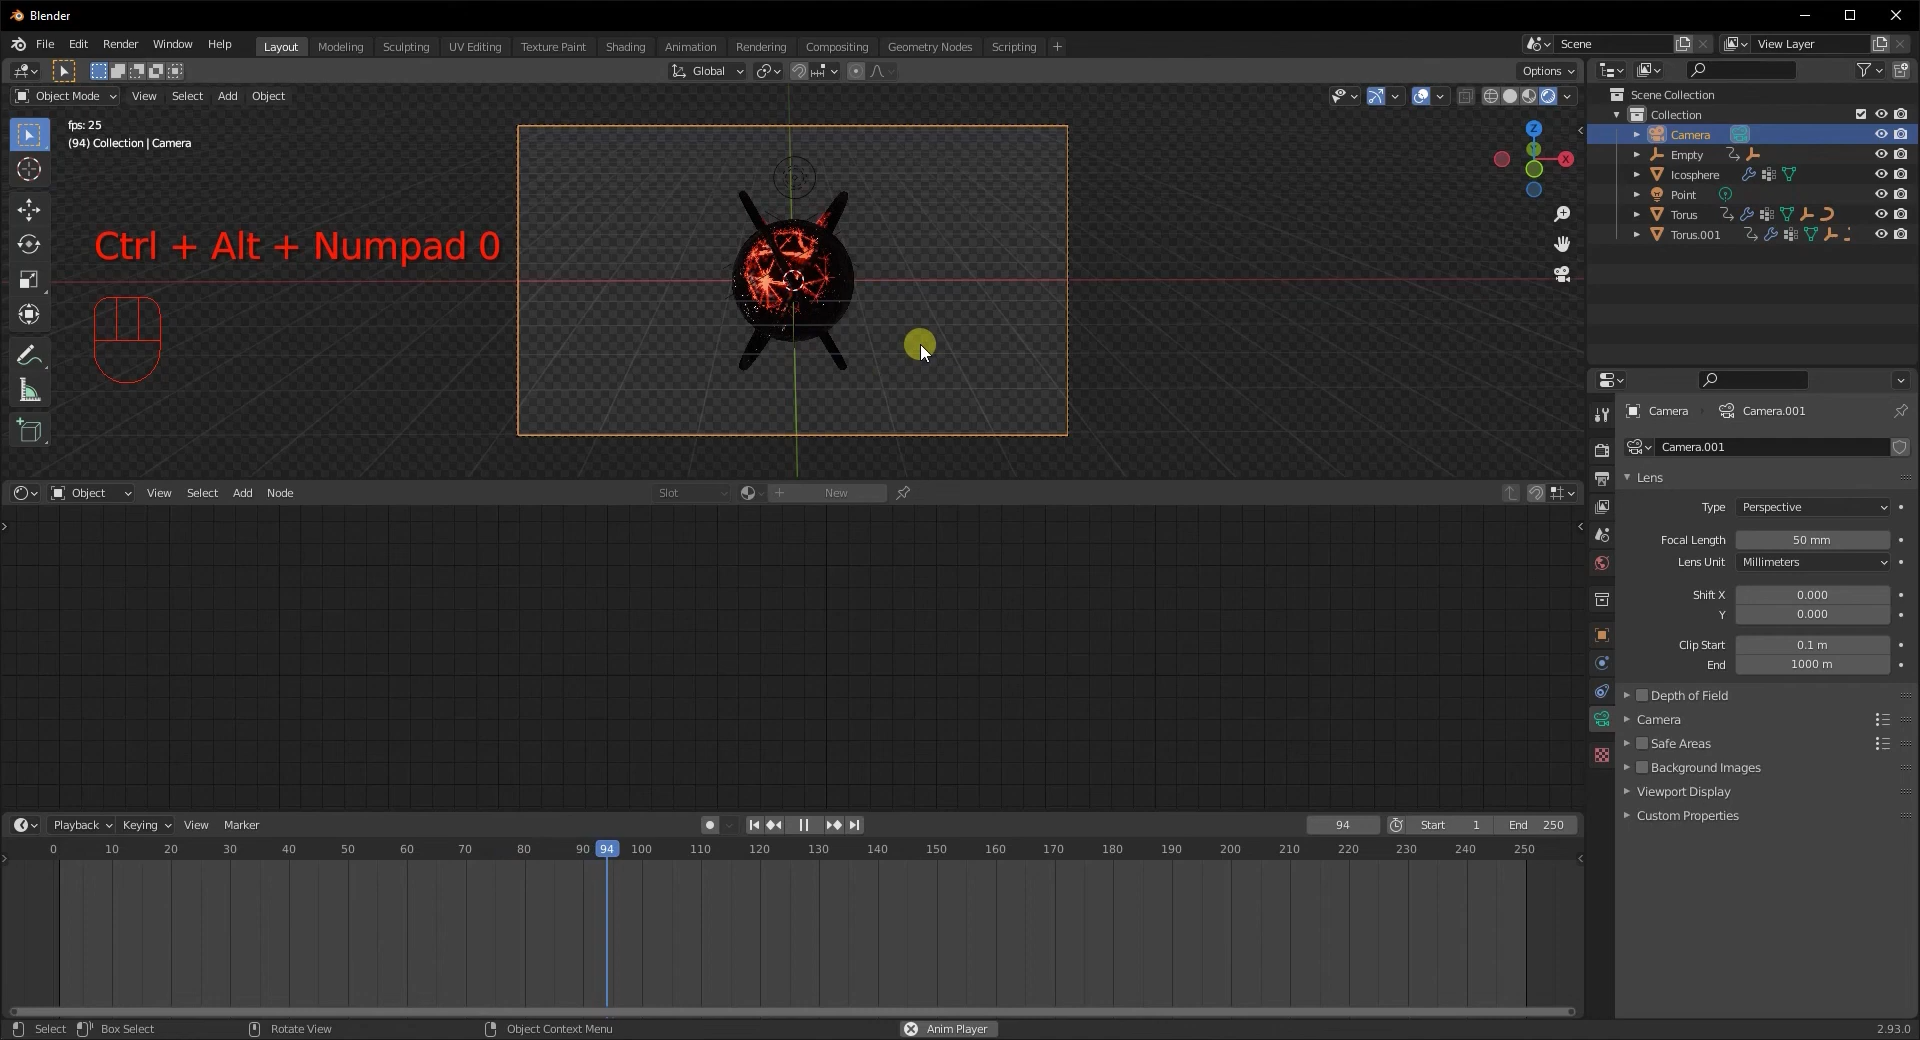 Blender
File Edit Render Window Help
Layout Modeling Sculpting UV Editing Texture Paint Shading Animation Rendering Compositing Geometry Nodes Scripting +
Scene
View Layer
Global
Options
Object Mode View Select Add Object
fps: 25
(94) Collection | Camera
Ctrl + Alt + Numpad 0
Z
X
Scene Collection
Collection
Camera
Empty
Icosphere
Point
Torus
Torus.001
Camera Camera.001
Camera.001
Lens
Type Perspective
Focal Length 50 mm
Lens Unit Millimeters
Shift X 0.000
Y 0.000
Clip Start 0.1 m
End 1000 m
Depth of Field
Camera
Safe Areas
Background Images
Viewport Display
Custom Properties
Object View Select Add Node
Slot
+ New
Playback Keying View Marker
94 Start 1 End 250
0 10 20 30 40 50 60 70 80 90 94 100 110 120 130 140 150 160 170 180 190 200 210 220 230 240 250
Select Box Select Rotate View Object Context Menu Anim Player 2.93.0